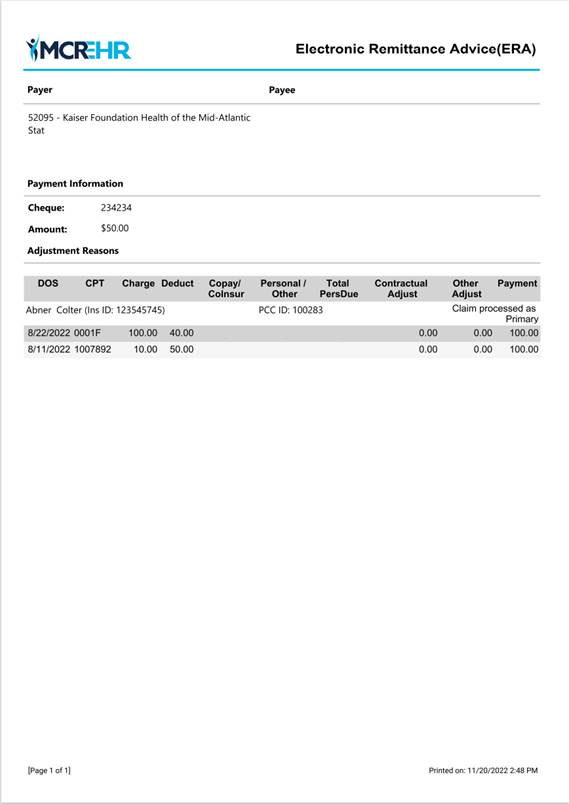 MCREHR
Electronic Remittance Advice(ERA)
Payer Payee
52095 - Kaiser Foundation Health of the Mid-Atlantic
Stat
Payment Information
Cheque: 234234
Amount: $50.00
Adjustment Reasons
DOS CPT Charge Deduct Copay/ Personal / Total Contractual Other Payment
CoInsur Other PersDue Adjust Adjust
Abner Colter (Ins ID: 123545745) PCC ID: 100283 Claim processed as
Primary
8/22/2022 0001F 100.00 40.00 0.00 0.00 100.00
8/11/2022 1007892 10.00 50.00 0.00 0.00 100.00
[Page 1 of 1] Printed on: 11/20/2022 2:48 PM